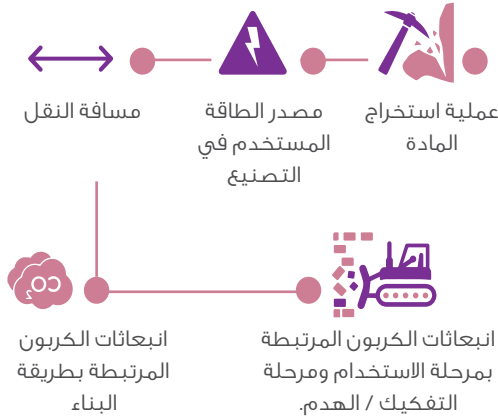 عملية استخراج
المادة
مصدر الطاقة
المستخدم في
التصنيع
مسافة النقل
CO2
انبعاثات الكربون
المرتبطة بطريقة
البناء
انبعاثات الكربون المرتبطة
بمرحلة الاستخدام ومرحلة
التفكيك / الهدم.